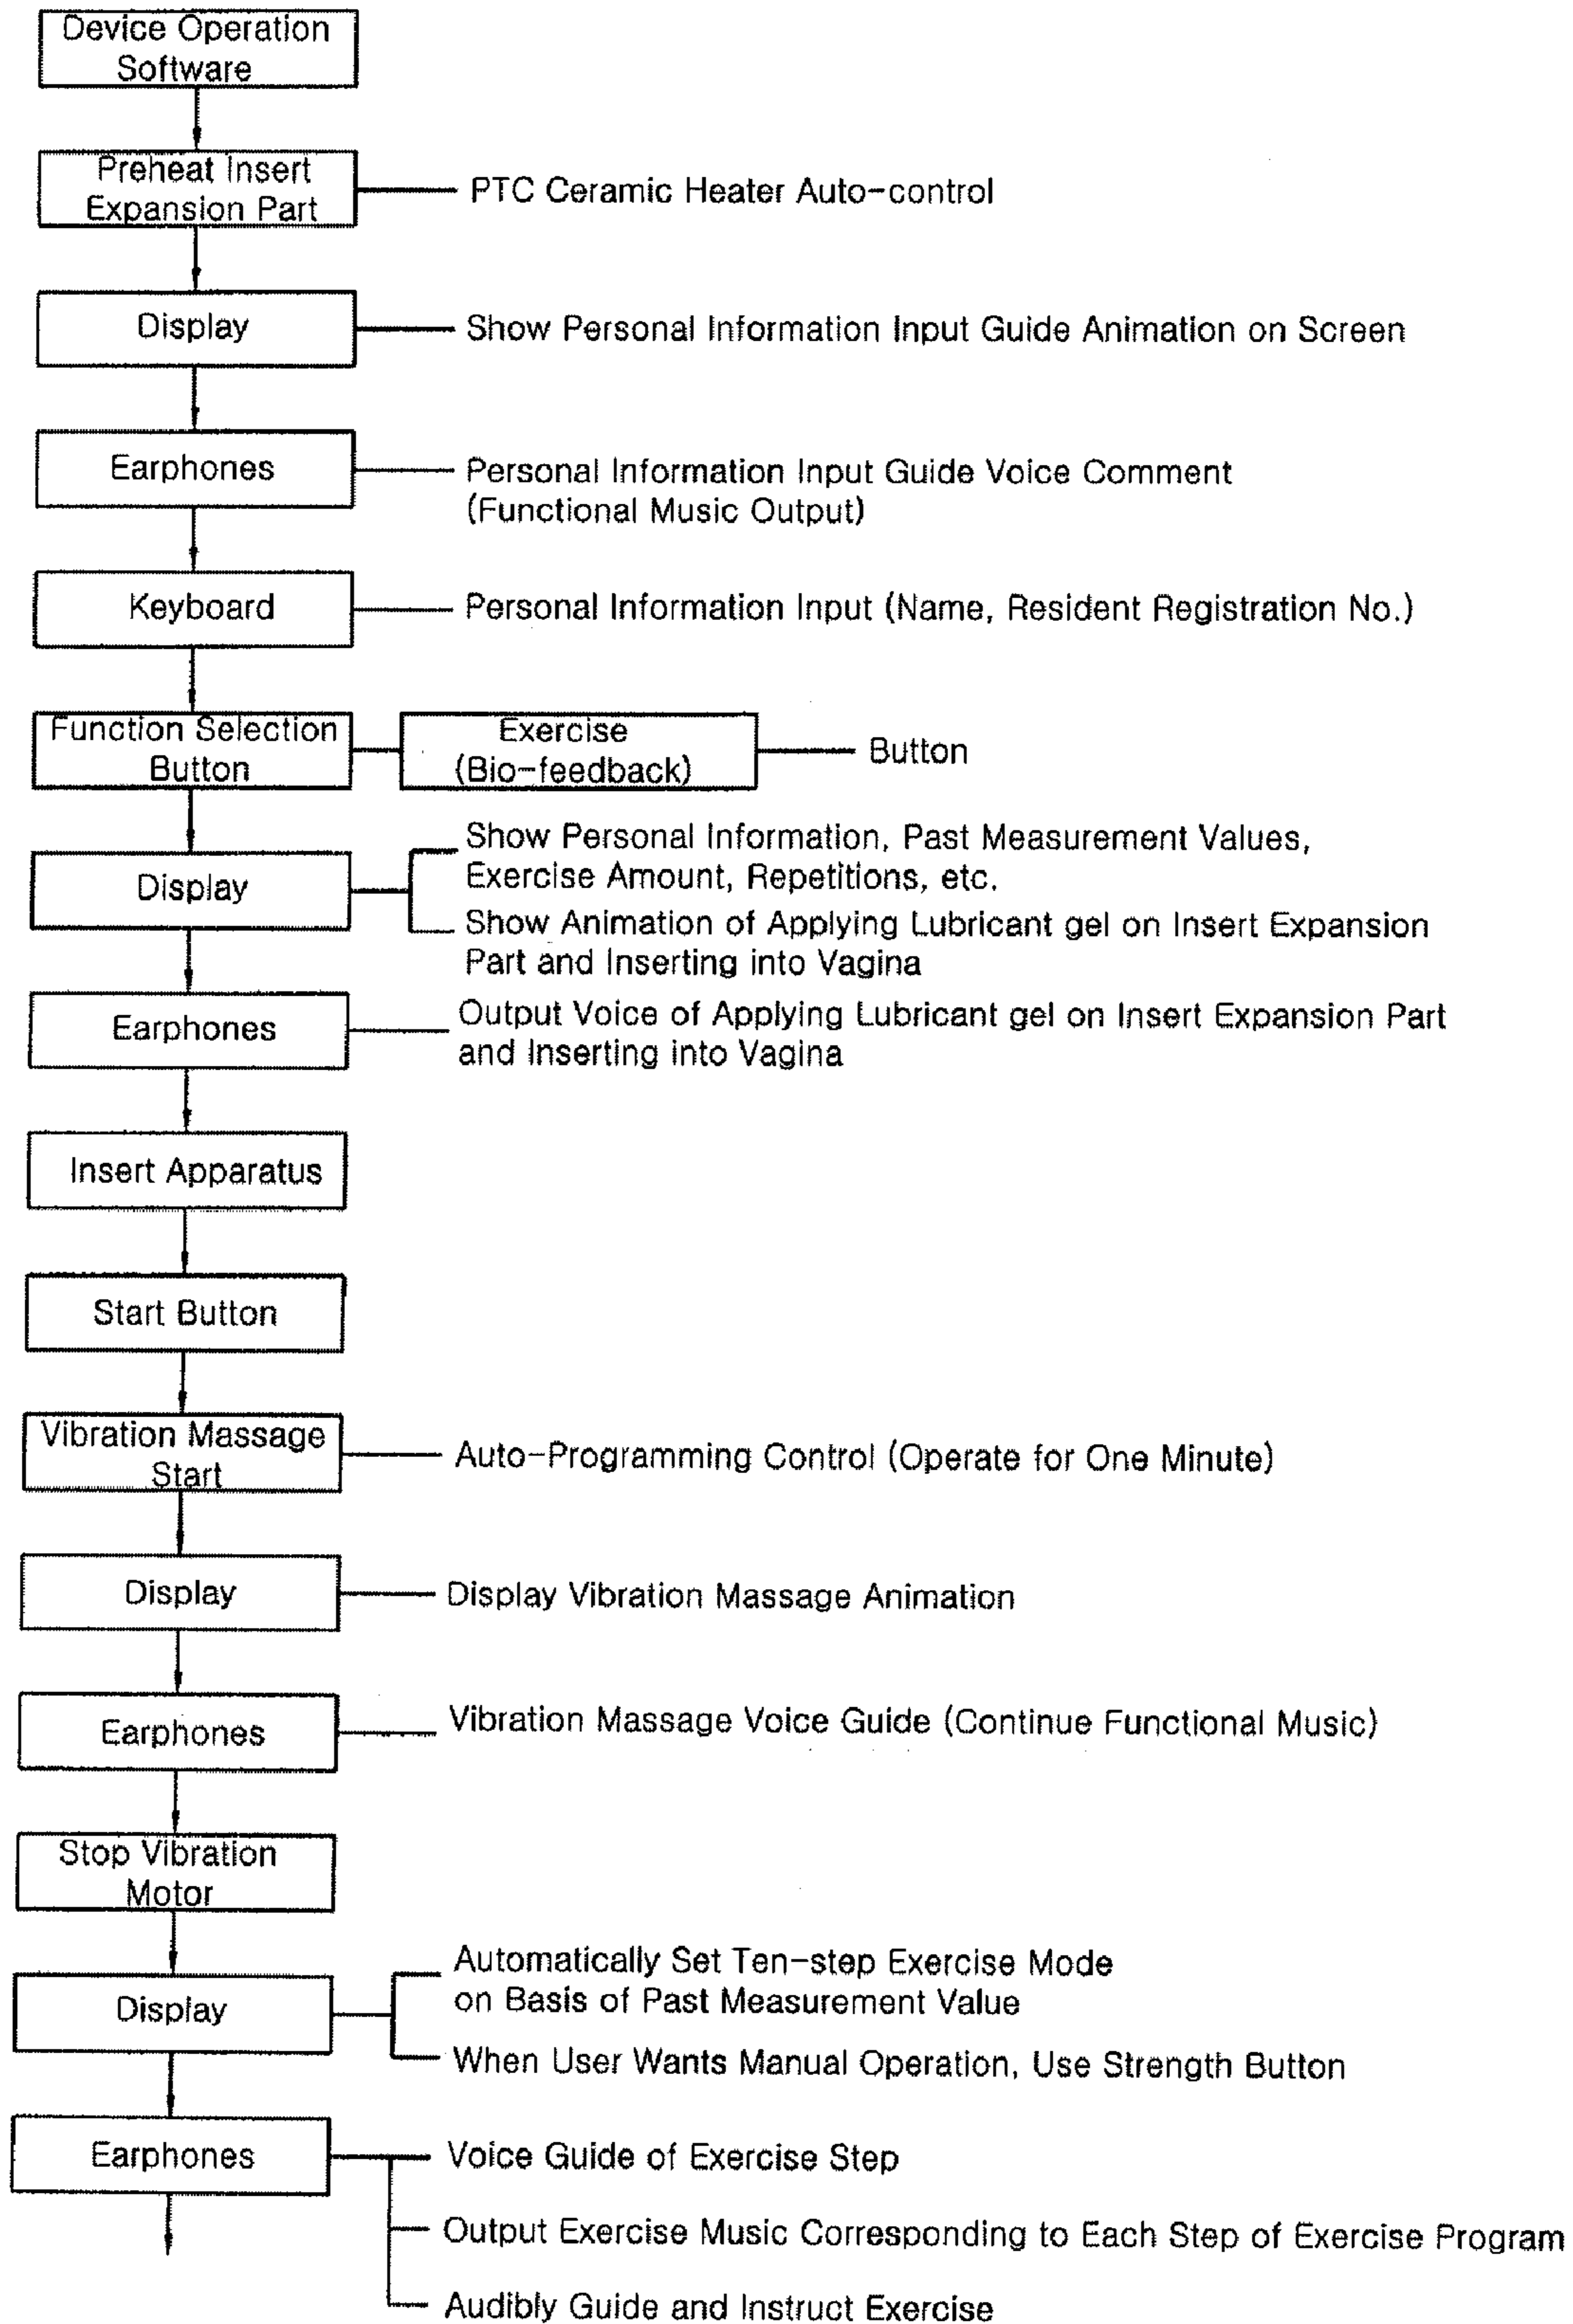 Device Operation
Software
Preheat Insert
Expansion Part
PTC Ceramic Heater Auto-control
Display
Show Personal Information Input Guide Animation on Screen
Earphones
Personal Information Input Guide Voice Comment
(Functional Music Output)
Keyboard
Personal Information Input (Name, Resident Registration No.)
Function Selection
Button
Exercise
(Bio-feedback)
Button
Display
Show Personal Information, Past Measurement Values,
Exercise Amount, Repetitions, etc.
Show Animation of Applying Lubricant gel on Insert Expansion
Part and Inserting into Vagina
Earphones
Output Voice of Applying Lubricant gel on Insert Expansion Part
and Inserting into Vagina
Insert Apparatus
Start Button
Vibration Massage
Start
Auto-Programming Control (Operate for One Minute)
Display
Display Vibration Massage Animation
Earphones
Vibration Massage Voice Guide (Continue Functional Music)
Stop Vibration
Motor
Display
Automatically Set Ten-step Exercise Mode
on Basis of Past Measurement Value
When User Wants Manual Operation, Use Strength Button
Earphones
Voice Guide of Exercise Step
Output Exercise Music Corresponding to Each Step of Exercise Program
Audibly Guide and Instruct Exercise